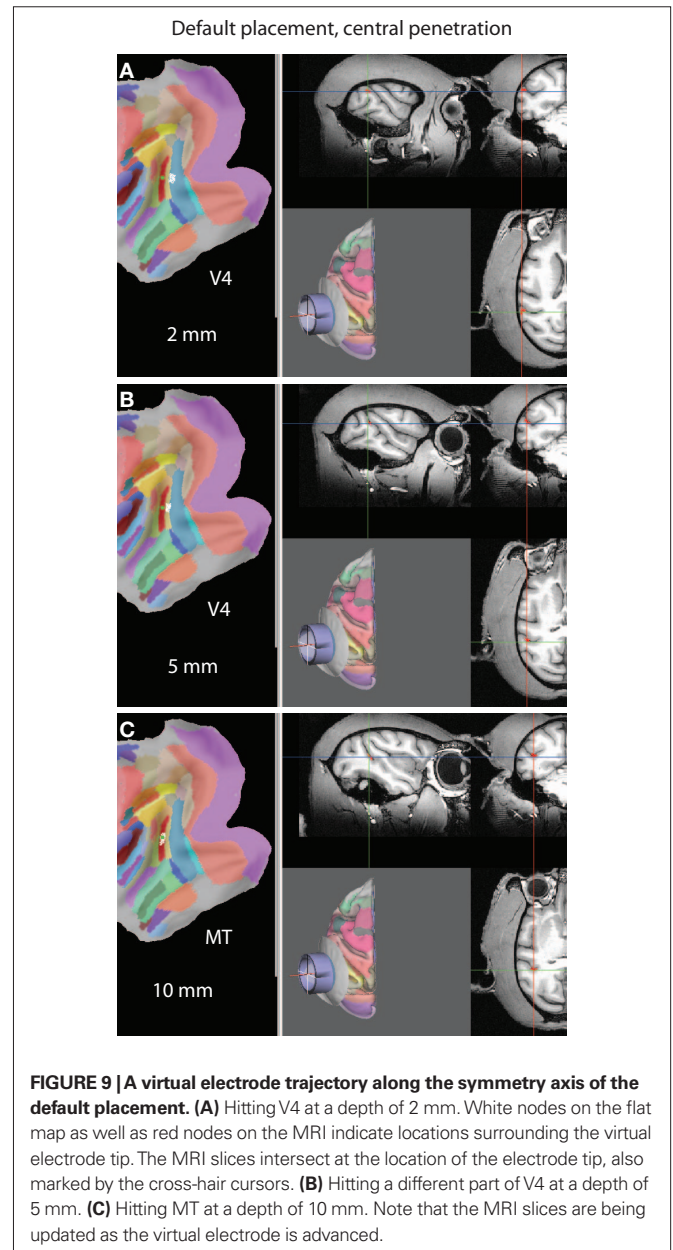 Default placement, central penetration
A
V4
2 mm
B
V4
5 mm
C
MT
10 mm
FIGURE 9 | A virtual electrode trajectory along the symmetry axis of the
default placement. (A) Hitting V4 at a depth of 2 mm. White nodes on the flat
map as well as red nodes on the MRI indicate locations surrounding the virtual
electrode tip. The MRI slices intersect at the location of the electrode tip, also
marked by the cross-hair cursors. (B) Hitting a different part of V4 at a depth of
5 mm. (C) Hitting MT at a depth of 10 mm. Note that the MRI slices are being
updated as the virtual electrode is advanced.